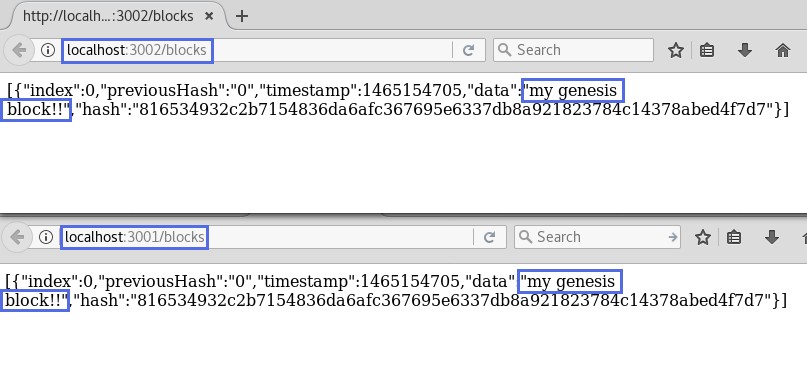 http://localh...:3002/blocks
localhost:3002/blocks
Search
[{"index":0,"previousHash":"0","timestamp":1465154705,"data":"my genesis
block!!","hash":"816534932c2b7154836da6afc367695e6337db8a921823784c14378abed4f7d7"}]
localhost:3001/blocks
Search
[{"index":0,"previousHash":"0","timestamp":1465154705,"data":"my genesis
block!!","hash":"816534932c2b7154836da6afc367695e6337db8a921823784c14378abed4f7d7"}]